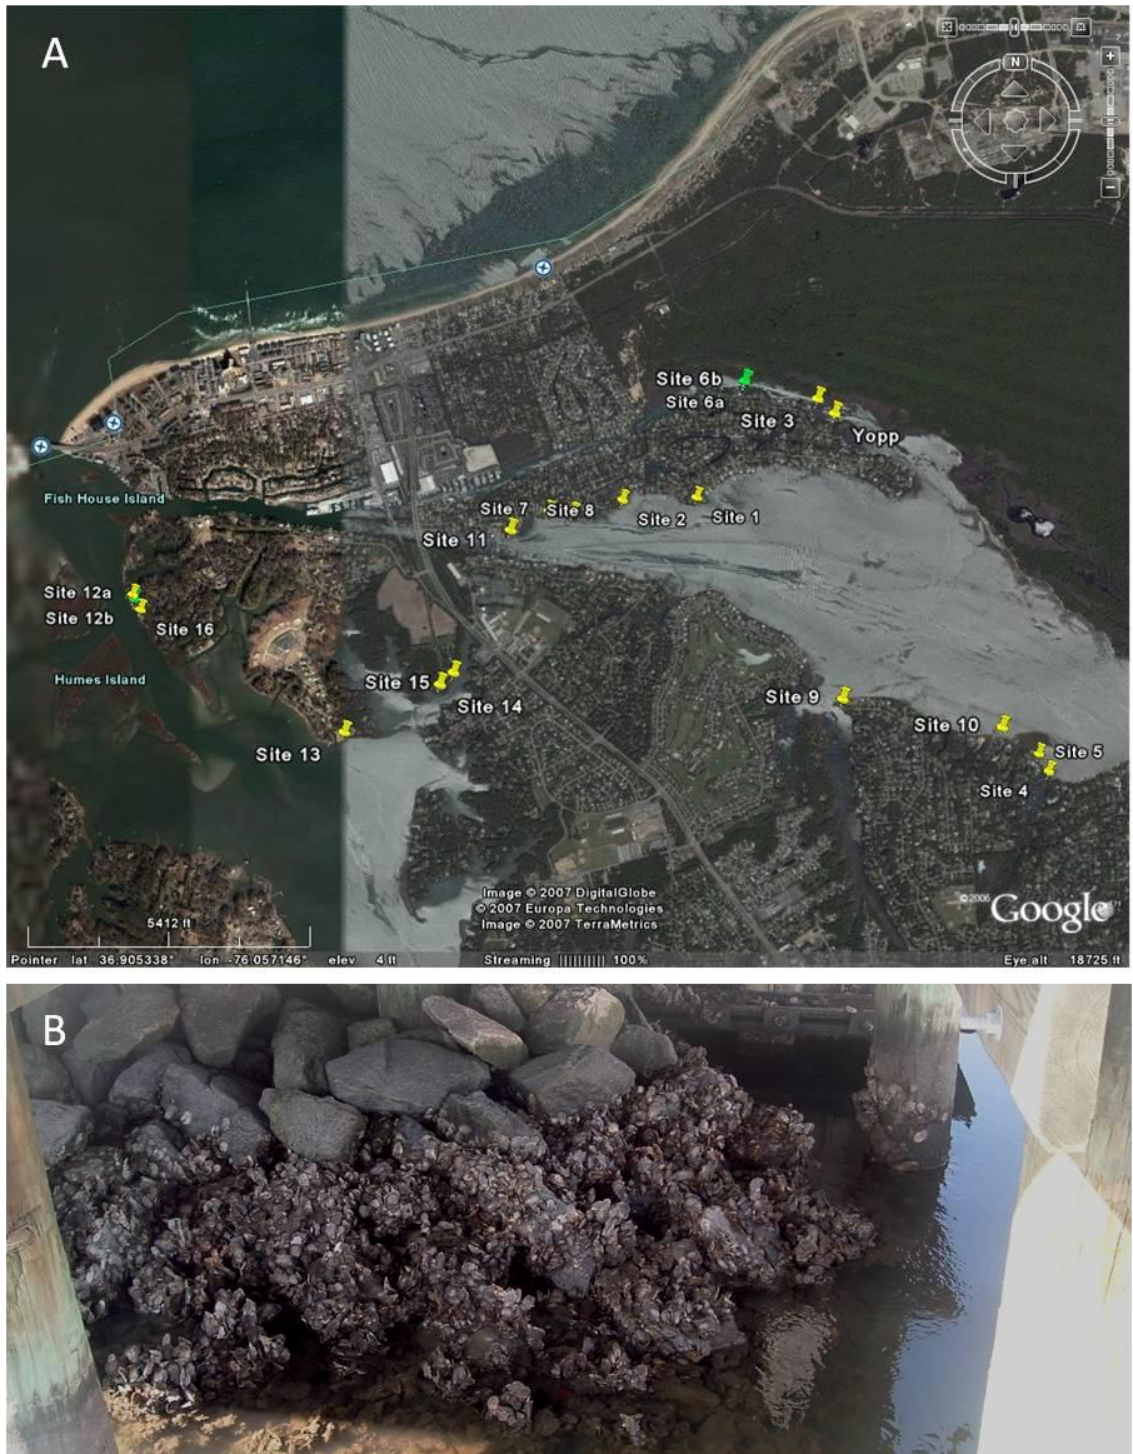 A
N
Site 6b
Site 6a
Site 3
Yopp
Fish House Island
Site 7
Site 8
Site 2
Site 1
Site 11
Site 12a
Site 12b
Site 16
Humes Island
Site 15
Site 14
Site 9
Site 13
Site 10
Site 5
Site 4
Image © 2007 DigitalGlobe
© 2007 Europa Technologies
Image © 2007 TerraMetrics
© 2006
Google
5412 ft
Pointer lat 36.905338° lon -76.057146° elev 4 ft Streaming 100% Eye alt 18725 ft
B